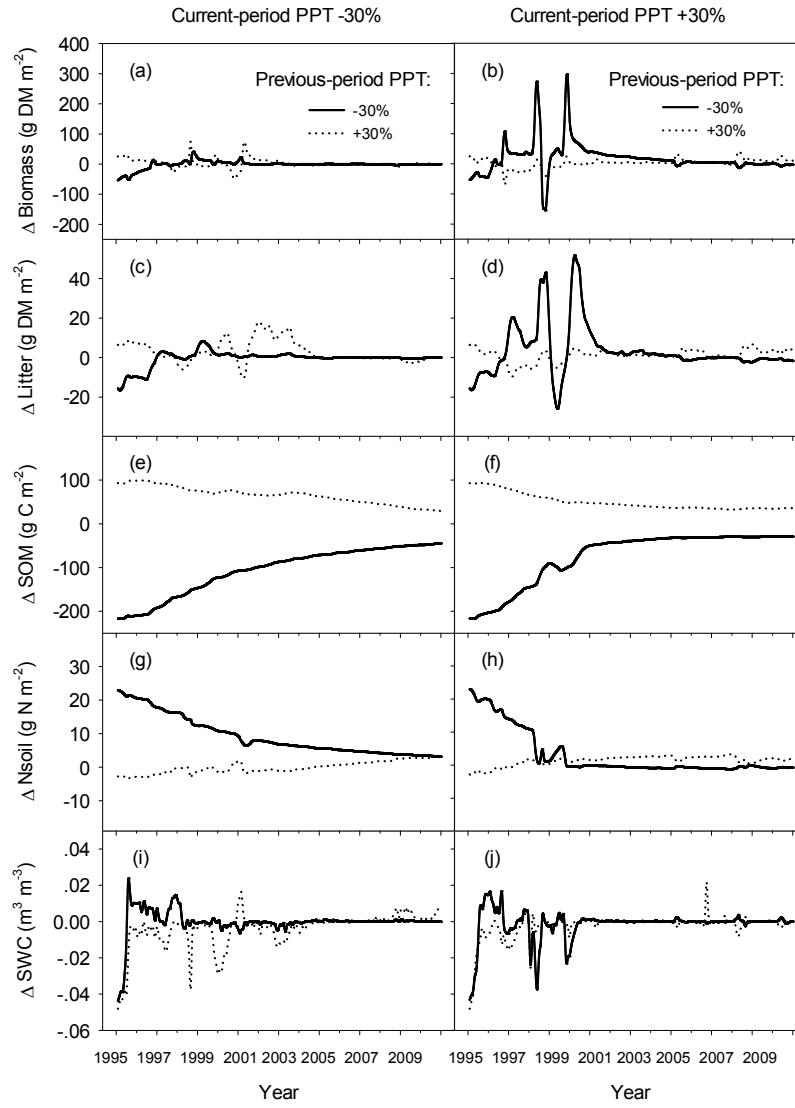 Current-period PPT -30%
Current-period PPT +30%
Δ Biomass (g DM m-2)
400
300
200
100
0
-100
-200
(a)
Previous-period PPT:
-30%
+30%
(b)
Previous-period PPT:
-30%
+30%
Δ Litter (g DM m-2)
40
20
0
-20
(c)
(d)
Δ SOM (g C m-2)
100
0
-100
-200
(e)
(f)
Δ Nsoil (g N m-2)
30
20
10
0
-10
(g)
(h)
Δ SWC (m3 m-3)
.04
.02
0.00
-.02
-.04
-.06
(i)
(j)
1995 1997 1999 2001 2003 2005 2007 2009
1995 1997 1999 2001 2003 2005 2007 2009
Year
Year